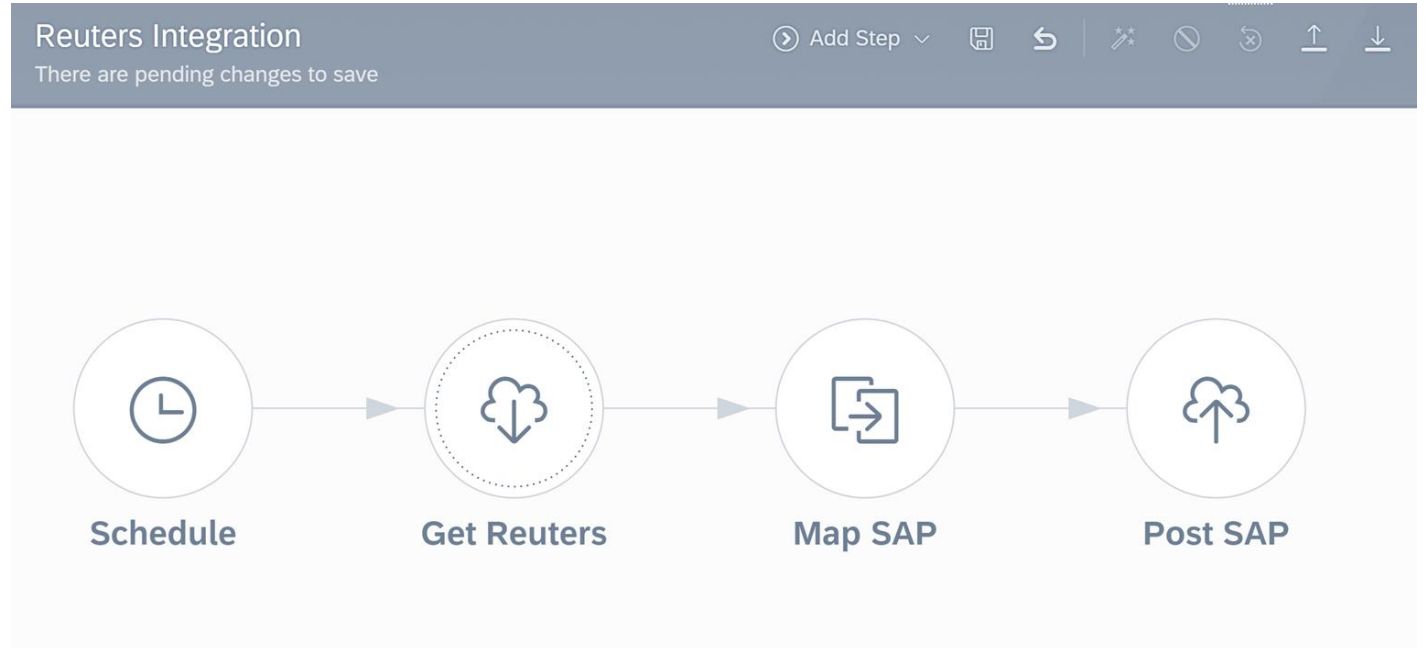 Reuters Integration
Add Step
There are pending changes to save
Schedule
Get Reuters
Map SAP
Post SAP